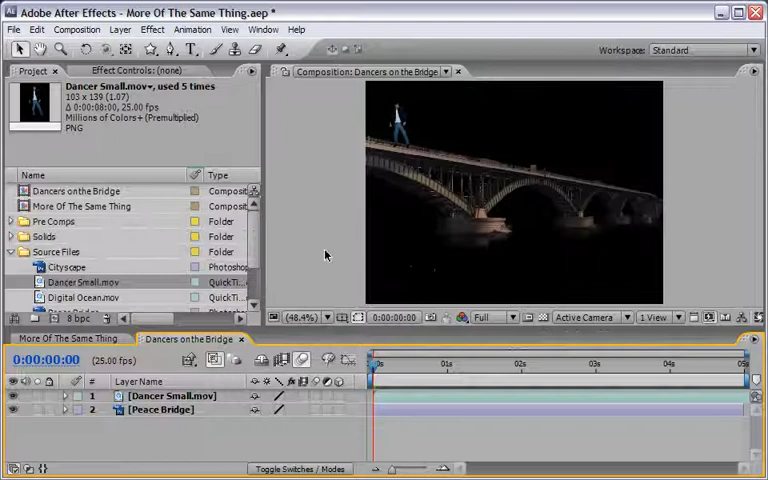 Adobe After Effects - More Of The Same Thing.aep *
File Edit Composition Layer Effect Animation View Window Help
Workspace: Standard
Project Effect Controls: (none)
Composition: Dancers on the Bridge
Dancer Small.mov, used 5 times
103 x 139 (1.07)
Δ 0:00:08:00, 25.00 fps
Millions of Colors+ (Premultiplied)
PNG
Name Type
Dancers on the Bridge Composit
More Of The Same Thing Composit
Pre Comps Folder
Solids Folder
Source Files Folder
Cityscape Photosho
Dancer Small.mov QuickTi...
Digital Ocean.mov QuickTi...
8 bpc
(48.4%) 0:00:00:00 Full Active Camera 1 View
More Of The Same Thing Dancers on the Bridge
0:00:00:00 (25.00 fps)
0s 01s 02s 03s 04s 05s
# Layer Name
1 [Dancer Small.mov]
2 [Peace Bridge]
Toggle Switches / Modes